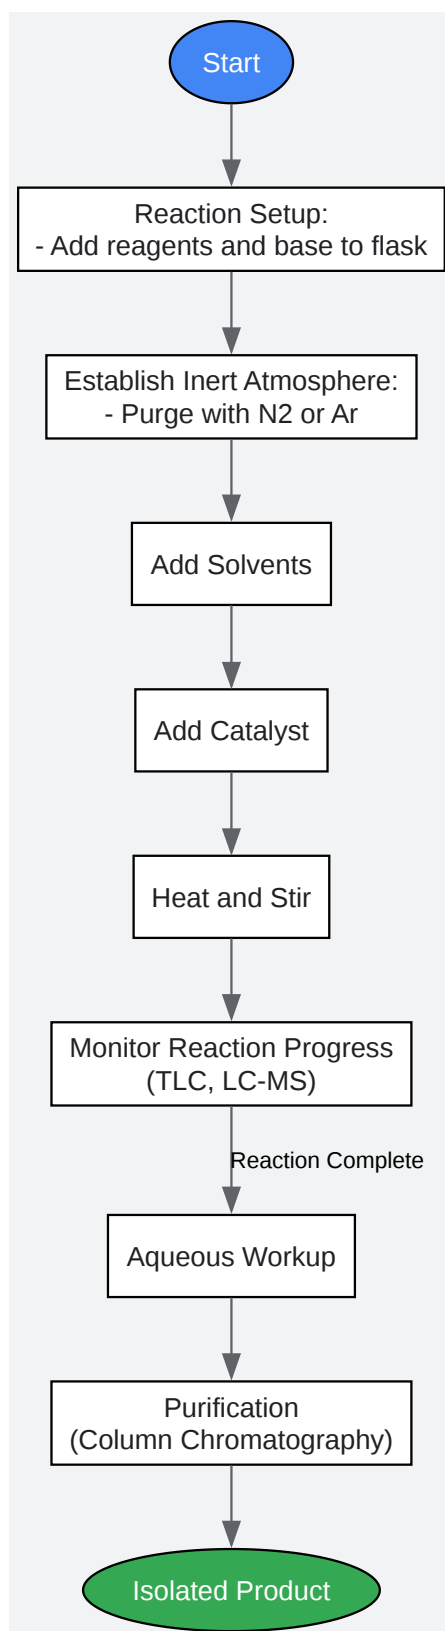 Start
Reaction Setup:
- Add reagents and base to flask
Establish Inert Atmosphere:
- Purge with N2 or Ar
Add Solvents
Add Catalyst
Heat and Stir
Monitor Reaction Progress
(TLC, LC-MS)
Reaction Complete
Aqueous Workup
Purification
(Column Chromatography)
Isolated Product